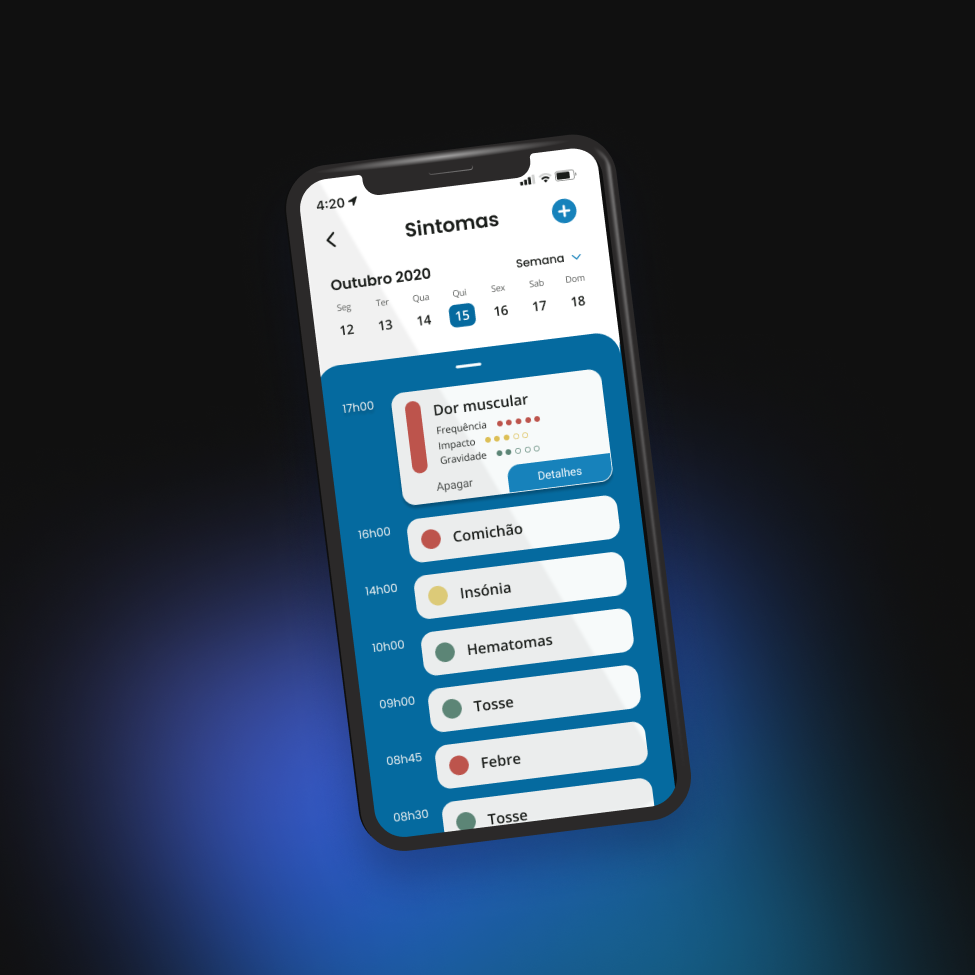 4:20
Sintomas
Outubro 2020
Semana
Seg Ter Qua Qui Sex Sab Dom
12 13 14 15 16 17 18
17h00
Dor muscular
Frequência
Impacto
Gravidade
Apagar
Detalhes
16h00
Comichão
14h00
Insónia
10h00
Hematomas
09h00
Tosse
08h45
Febre
08h30
Tosse